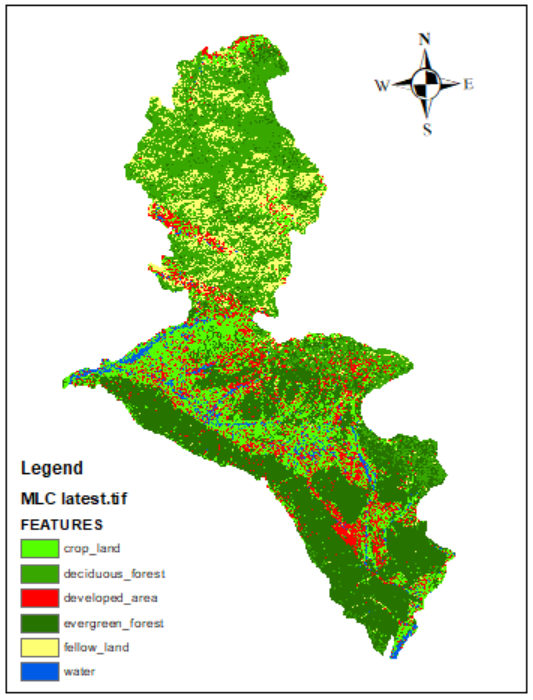 N
W E
S
Legend
MLC latest.tif
FEATURES
crop_land
deciduous_forest
developed_area
evergreen_forest
fellow_land
water